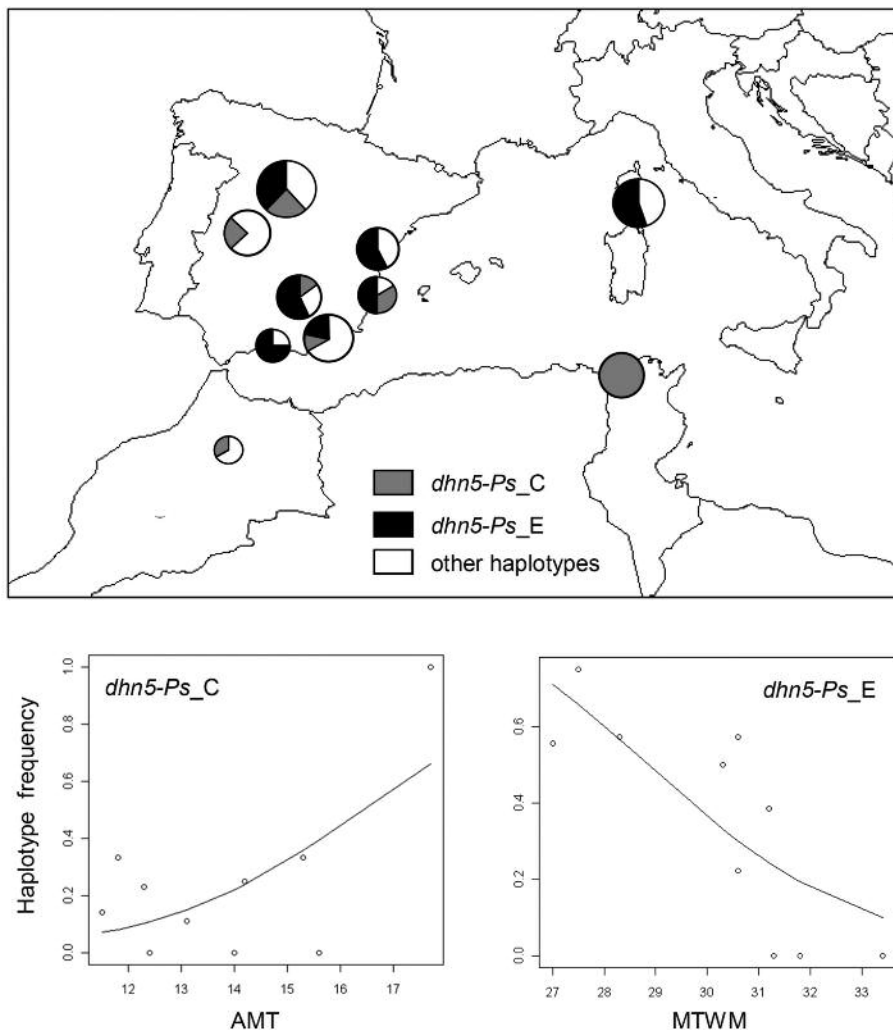 dhn5-Ps_C
dhn5-Ps_E
other haplotypes
Haplotype frequency
dhn5-Ps_C
1.0
0.8
0.6
0.4
0.2
0.0
12 13 14 15 16 17
AMT
dhn5-Ps_E
0.6
0.4
0.2
0.0
27 28 29 30 31 32 33
MTWM